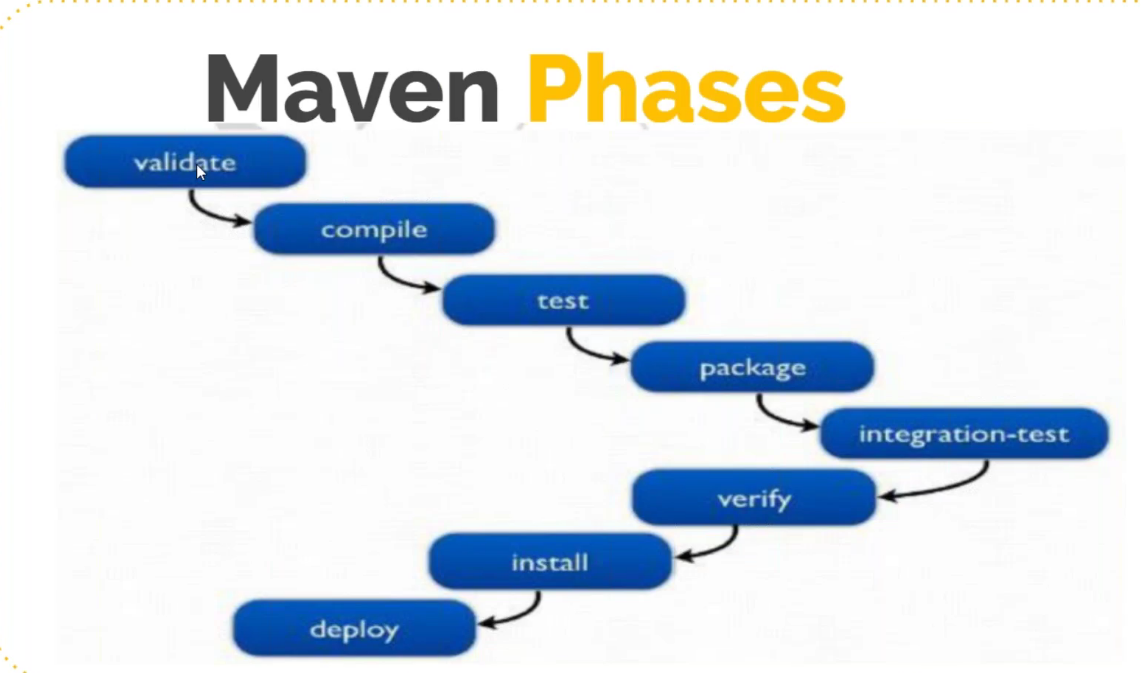 Maven Phases
validate
compile
test
package
integration-test
verify
install
deploy